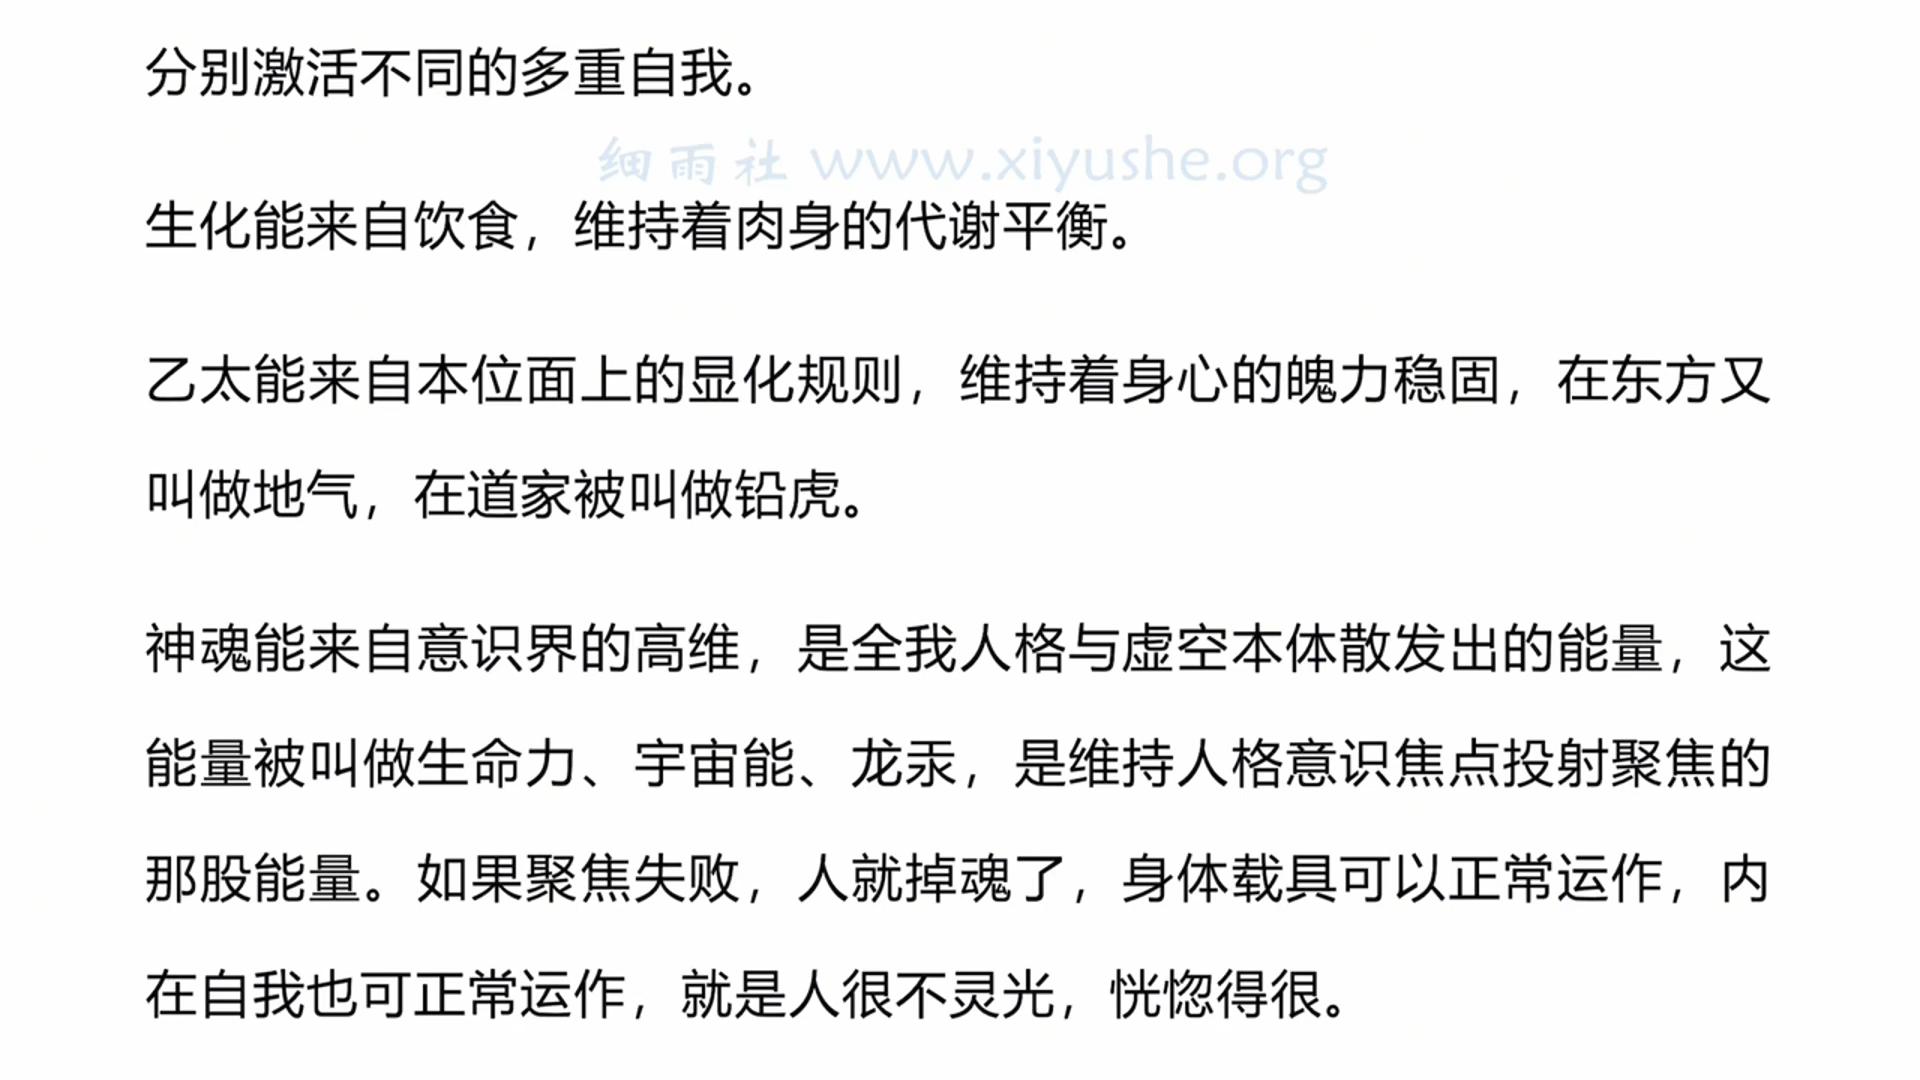 分别激活不同的多重自我。
细雨社 www.xiyushe.org
生化能来自饮食，维持着肉身的代谢平衡。
乙太能来自本位面上的显化规则，维持着身心的魄力稳固，在东方又
叫做地气，在道家被叫做铅虎。
神魂能来自意识界的高维，是全我人格与虚空本体散发出的能量，这
能量被叫做生命力、宇宙能、龙汞，是维持人格意识焦点投射聚焦的
那股能量。如果聚焦失败，人就掉魂了，身体载具可以正常运作，内
在自我也可正常运作，就是人很不灵光，恍惚得很。